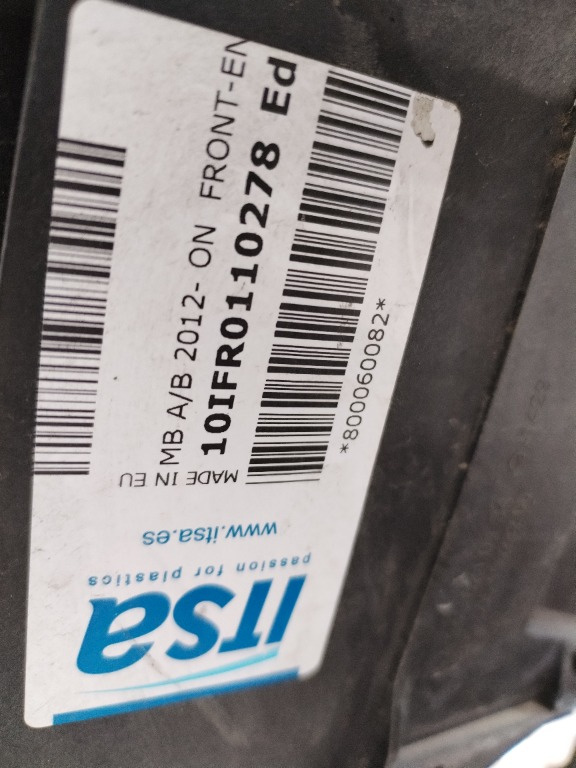 MB A/B 2012- ON FRONT-EN
10IFR0110278 Ed
*800060082*
MADE IN EU
www.itsa.es
passion for plastics
ITSA